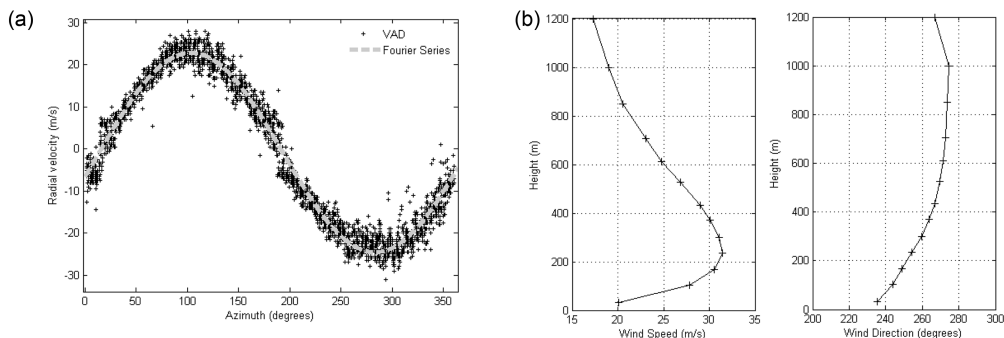 (a)
VAD
Fourier Series
Radial velocity (m/s)
30
20
10
0
-10
-20
-30
0 50 100 150 200 250 300 350
Azimuth (degrees)
(b)
Height (m)
1200
1000
800
600
400
200
0
15 20 25 30 35
Wind Speed (m/s)
Height (m)
1200
1000
800
600
400
200
0
200 220 240 260 280 300
Wind Direction (degrees)